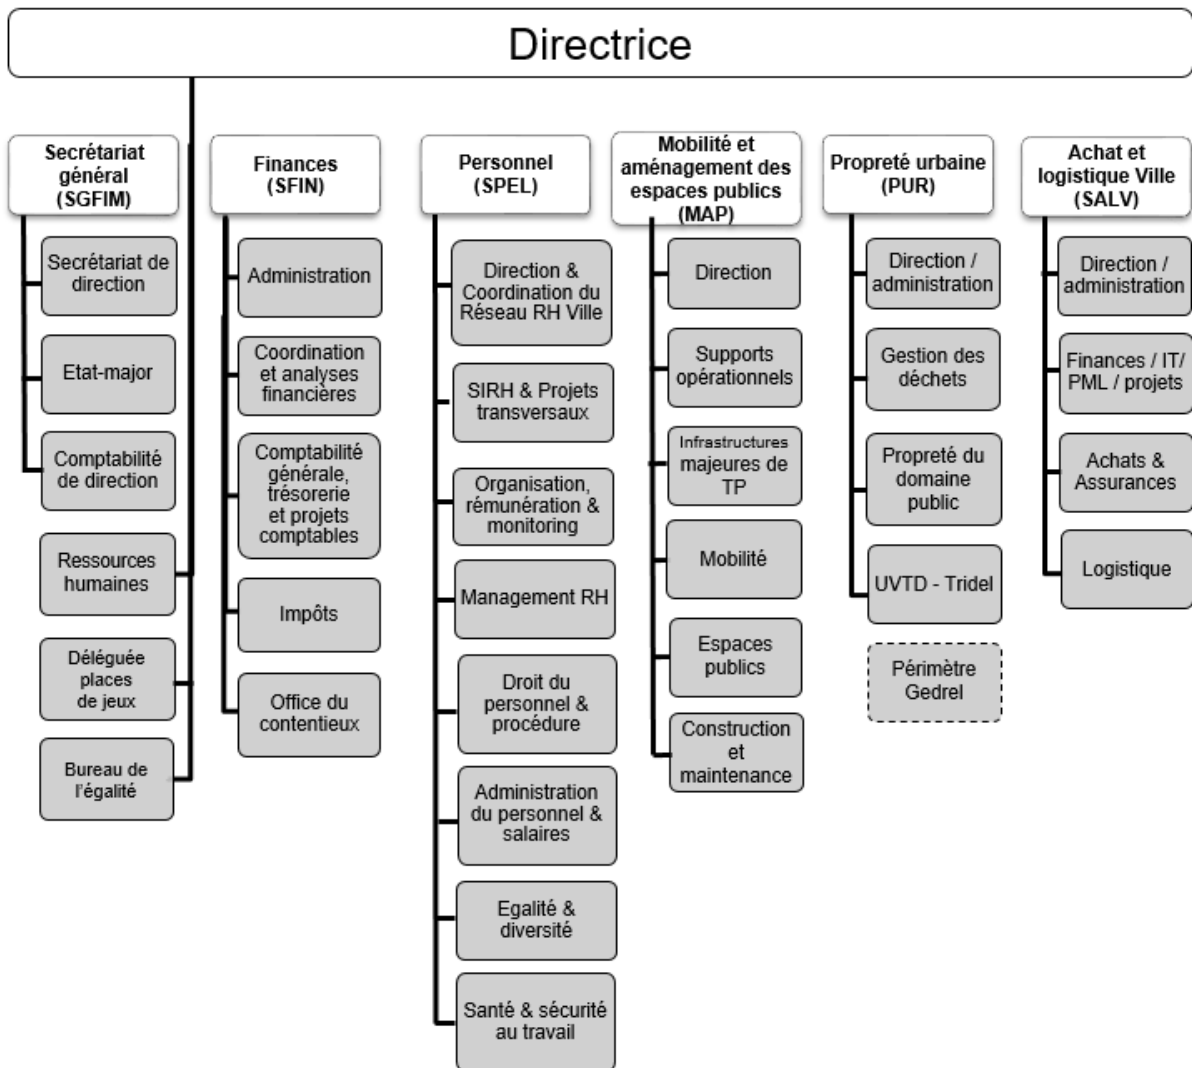 Directrice
Secrétariat
général
(SGFIM)
Secrétariat de
direction
Etat-major
Comptabilité
de direction
Ressources
humaines
Déléguée
places
de jeux
Bureau de
l'égalité
Finances
(SFIN)
Administration
Coordination
et analyses
financières
Comptabilité
générale,
trésorerie
et projets
comptables
Impôts
Office du
contentieux
Personnel
(SPEL)
Direction &
Coordination du
Réseau RH Ville
SIRH & Projets
transversaux
Organisation,
rémunération &
monitoring
Management RH
Droit du
personnel &
procédure
Administration
du personnel &
salaires
Egalité &
diversité
Santé & sécurité
au travail
Mobilité et
aménagement des
espaces publics
(MAP)
Direction
Supports
opérationnels
Infrastructures
majeures de
TP
Mobilité
Espaces
publics
Construction
et
maintenance
Propreté urbaine
(PUR)
Direction /
administration
Gestion des
déchets
Propreté du
domaine
public
UVTD - Tridel
Périmètre
Gedrel
Achat et
logistique Ville
(SALV)
Direction /
administration
Finances / IT/
PML / projets
Achats &
Assurances
Logistique